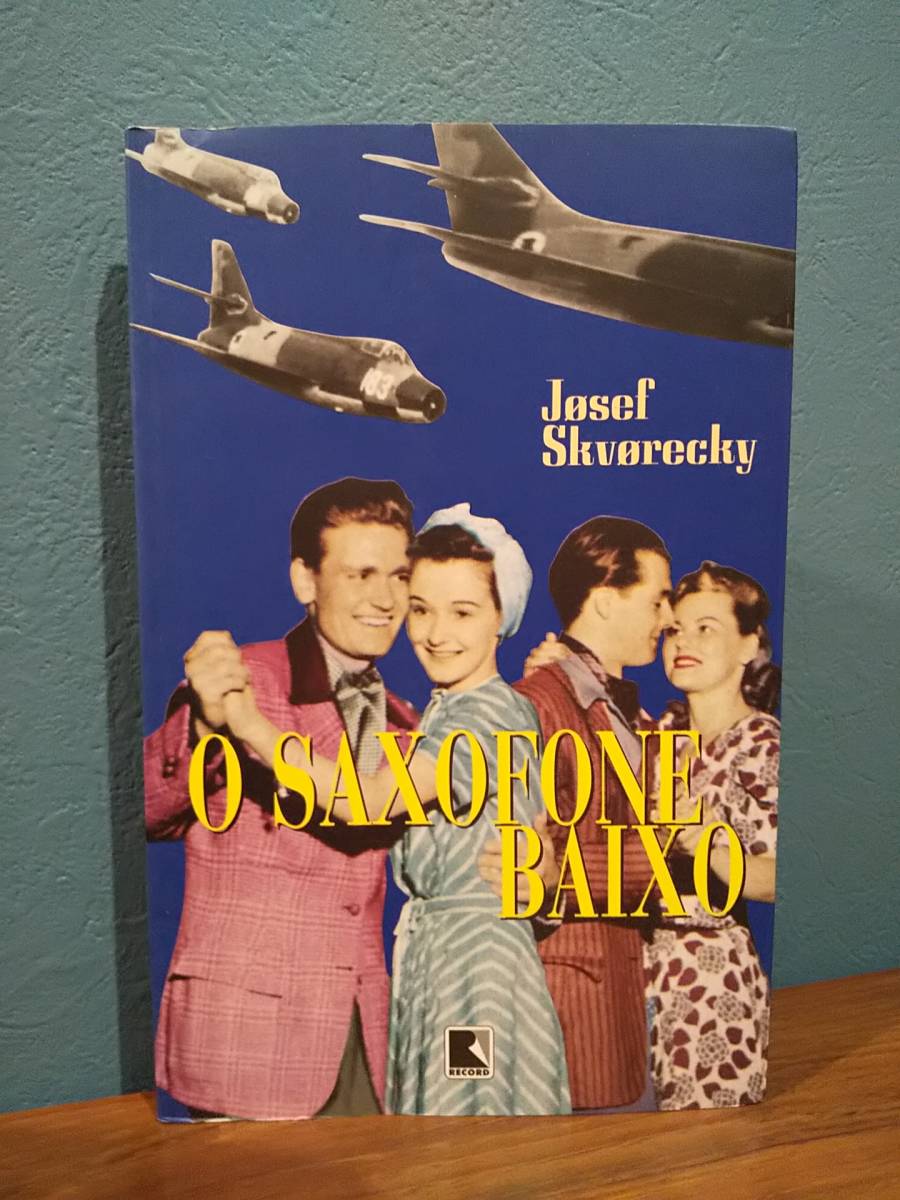 Jøsef
Skvørecky
O SAXOFONE
BAIXO
RECORD